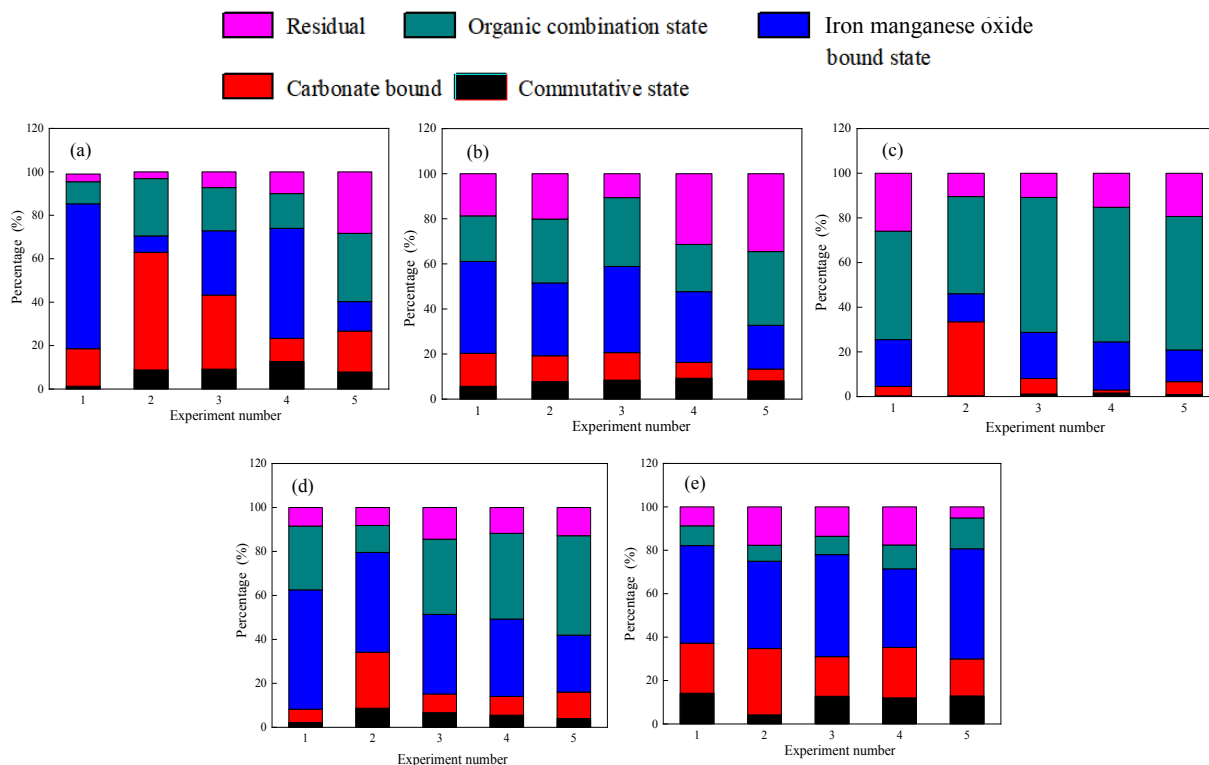 Residual
Organic combination state
Iron manganese oxide
bound state
Carbonate bound
Commutative state
(a)
Percentage (%)
120
100
80
60
40
20
0
1 2 3 4 5
Experiment number
(b)
Percentage (%)
120
100
80
60
40
20
0
1 2 3 4 5
Experiment number
(c)
Percentage (%)
120
100
80
60
40
20
0
1 2 3 4 5
Experiment number
(d)
Percentage (%)
120
100
80
60
40
20
0
1 2 3 4 5
Experiment number
(e)
Percentage (%)
120
100
80
60
40
20
0
1 2 3 4 5
Experiment number